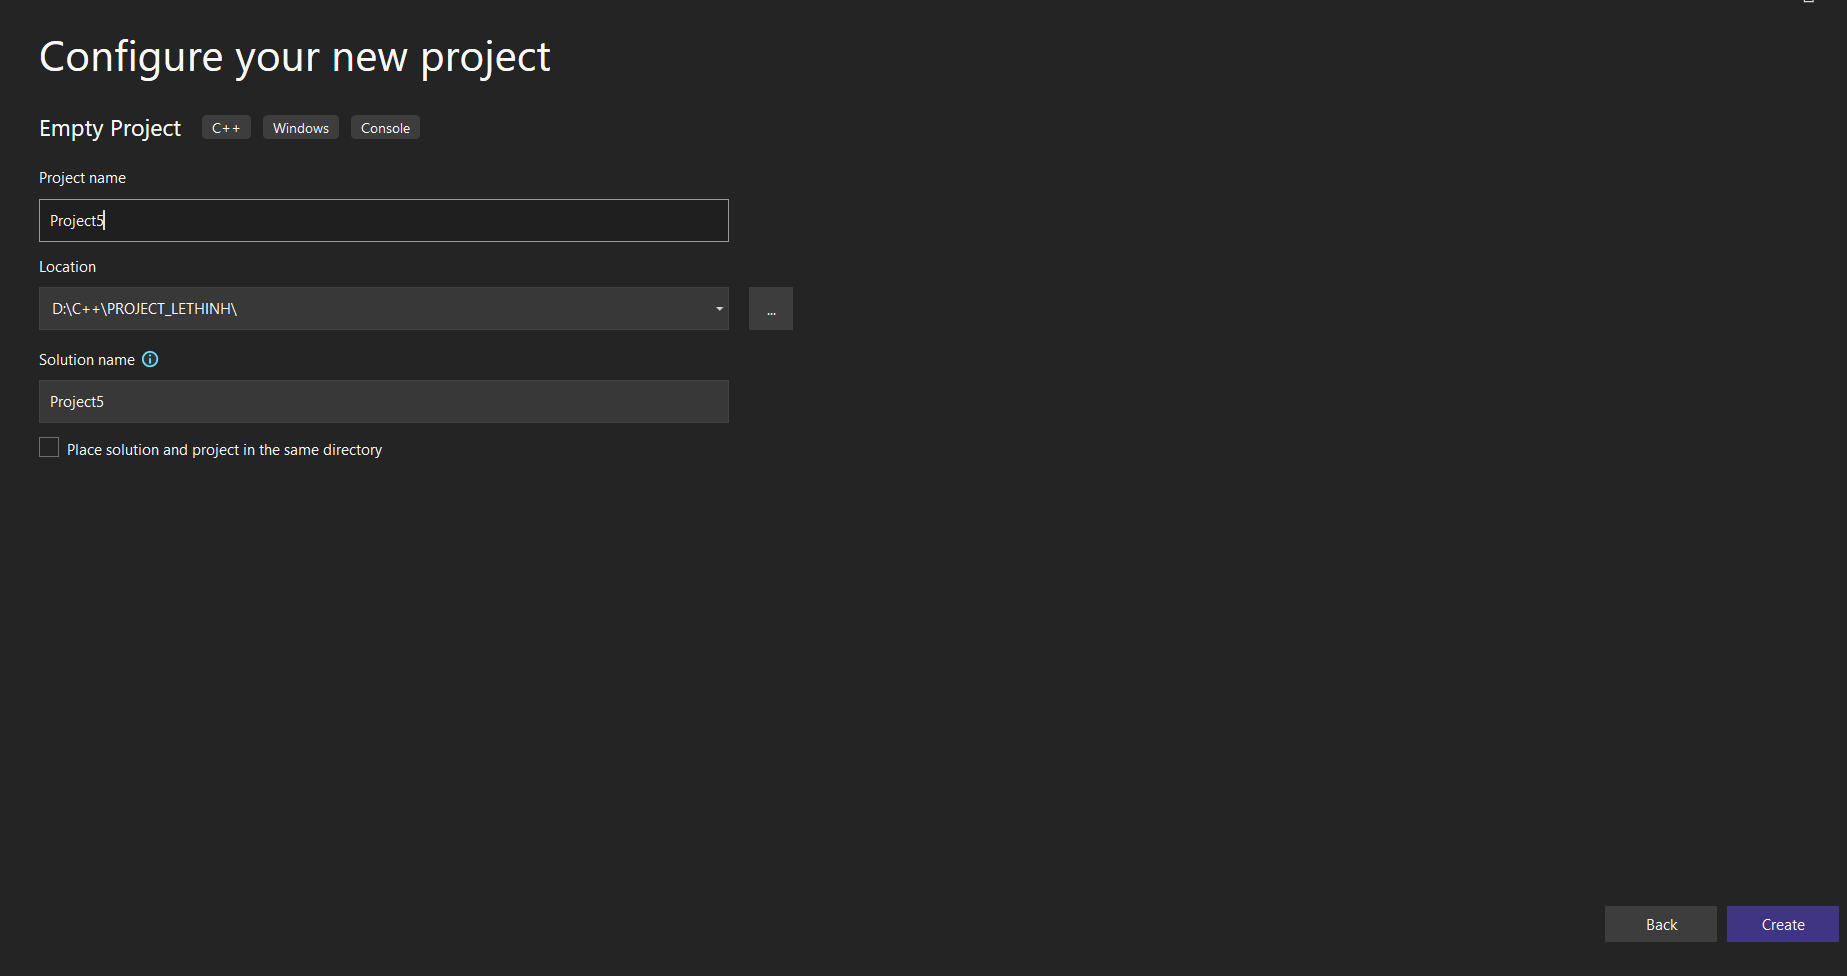 Configure your new project
Empty Project C++ Windows Console
Project name
Project5
Location
D:\C++\PROJECT_LETHINH\
...
Solution name
Project5
Place solution and project in the same directory
Back Create